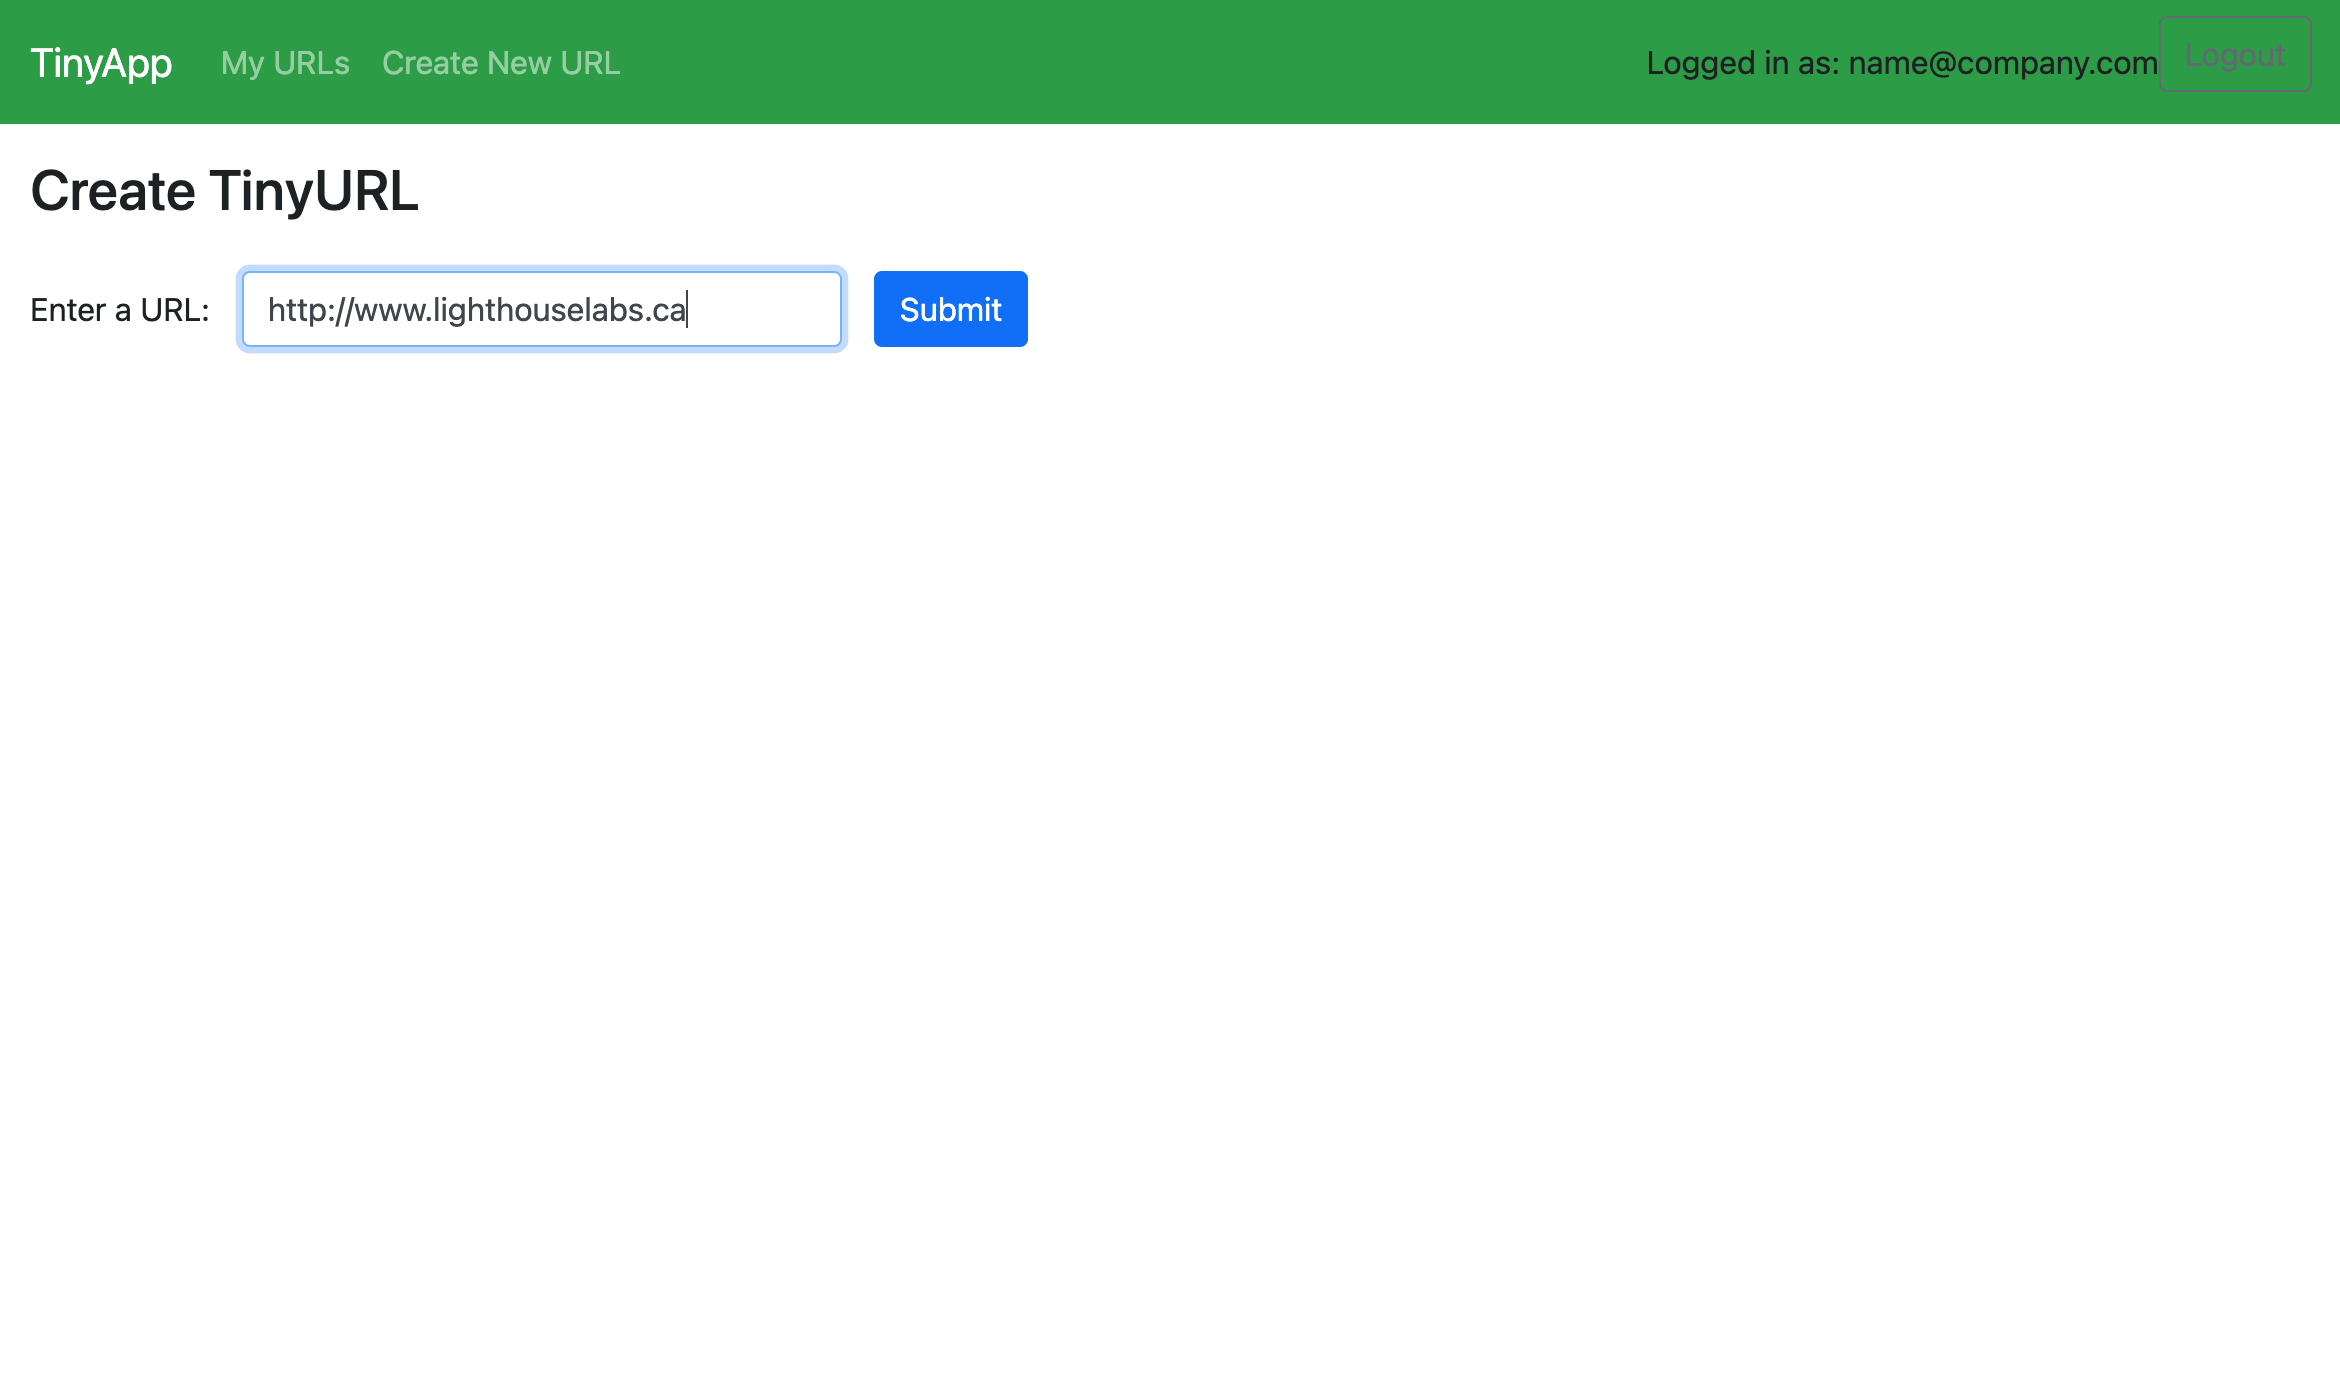 TinyApp My URLs Create New URL Logged in as: name@company.com Logout
Create TinyURL
Enter a URL: http://www.lighthouselabs.ca Submit